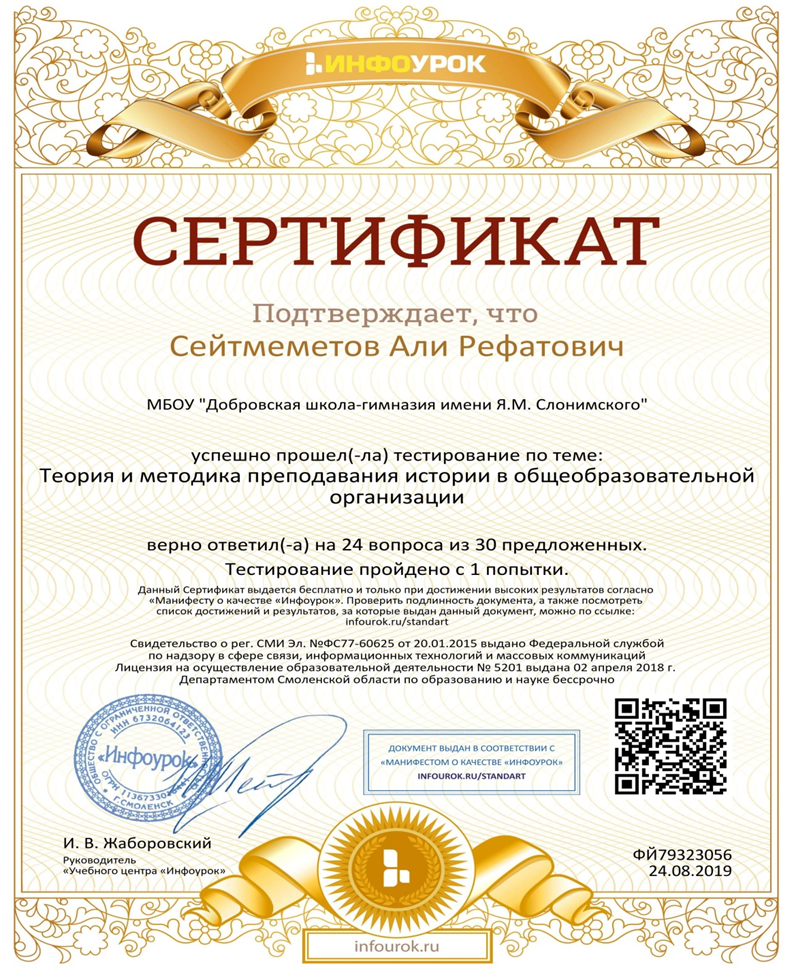 ИНФОУРОК
СЕРТИФИКАТ
Подтверждает, что
Сейтмеметов Али Рефатович
МБОУ "Добровская школа-гимназия имени Я.М. Слонимского"
успешно прошел(-ла) тестирование по теме:
Теория и методика преподавания истории в общеобразовательной
организации
верно ответил(-а) на 24 вопроса из 30 предложенных.
Тестирование пройдено с 1 попытки.
Данный Сертификат выдается бесплатно и только при достижении высоких результатов согласно
«Манифесту о качестве «Инфоурок». Проверить подлинность документа, а также посмотреть
список достижений и результатов, за которые выдан данный документ, можно по ссылке:
infourok.ru/standart
Свидетельство о рег. СМИ Эл. №ФС77-60625 от 20.01.2015 выдано Федеральной службой
по надзору в сфере связи, информационных технологий и массовых коммуникаций
Лицензия на осуществление образовательной деятельности № 5201 выдана 02 апреля 2018 г.
Департаментом Смоленской области по образованию и науке бессрочно
ОБЩЕСТВО С ОГРАНИЧЕННОЙ ОТВЕТСТВЕННОСТЬЮ
ИНН 6732064123
«Инфоурок»
ОГРН
Г.СМОЛЕНСК
ДОКУМЕНТ ВЫДАН В СООТВЕТСТВИИ С
«МАНИФЕСТОМ О КАЧЕСТВЕ «ИНФОУРОК»
INFOUROK.RU/STANDART
И. В. Жаборовский
Руководитель
«Учебного центра «Инфоурок»
ФЙ79323056
24.08.2019
infourok.ru